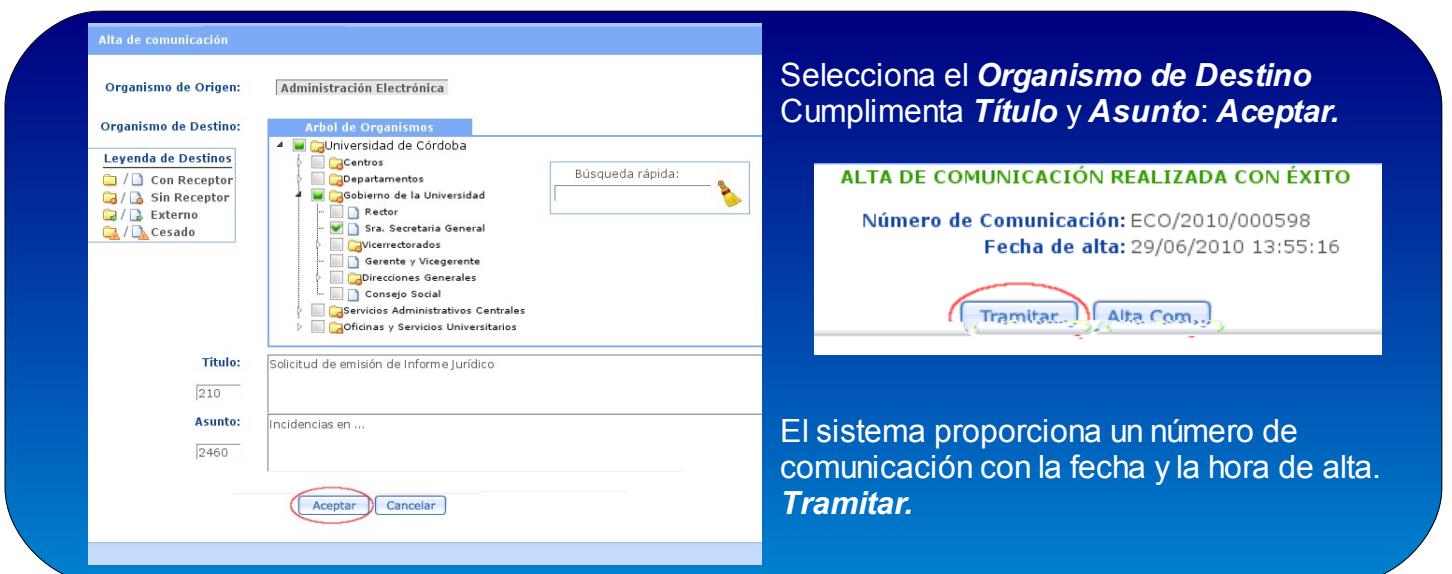 Alta de comunicación
Organismo de Origen:
Administración Electrónica
Organismo de Destino:
Arbol de Organismos
Leyenda de Destinos
/ Con Receptor
/ Sin Receptor
/ Externo
/ Cesado
Universidad de Córdoba
Centros
Departamentos
Gobierno de la Universidad
Rector
Sra. Secretaria General
Vicerrectorados
Gerente y Vicegerente
Direcciones Generales
Consejo Social
Servicios Administrativos Centrales
Oficinas y Servicios Universitarios
Búsqueda rápida:
Titulo:
210
Solicitud de emisión de Informe Jurídico
Asunto:
2460
Incidencias en ...
Aceptar
Cancelar
Selecciona el Organismo de Destino
Cumplimenta Título y Asunto: Aceptar.
ALTA DE COMUNICACIÓN REALIZADA CON ÉXITO
Número de Comunicación: ECO/2010/000598
Fecha de alta: 29/06/2010 13:55:16
Tramitar
Alta Com.
El sistema proporciona un número de
comunicación con la fecha y la hora de alta.
Tramitar.